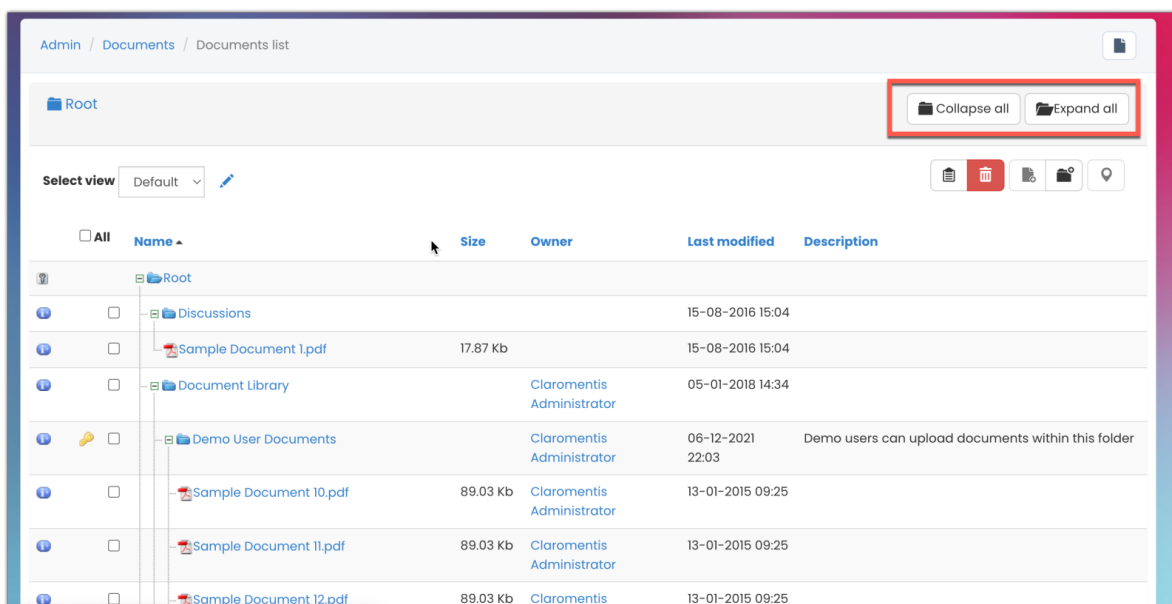 Admin / Documents / Documents list
Root
Collapse all Expand all
Select view Default
All Name Size Owner Last modified Description
Root
Discussions 15-08-2016 15:04
Sample Document 1.pdf 17.87 Kb 15-08-2016 15:04
Document Library Claromentis 05-01-2018 14:34
Administrator
Demo User Documents Claromentis 06-12-2021 Demo users can upload documents within this folder
Administrator 22:03
Sample Document 10.pdf 89.03 Kb Claromentis 13-01-2015 09:25
Administrator
Sample Document 11.pdf 89.03 Kb Claromentis 13-01-2015 09:25
Administrator
Sample Document 12.pdf 89.03 Kb Claromentis 13-01-2015 09:25